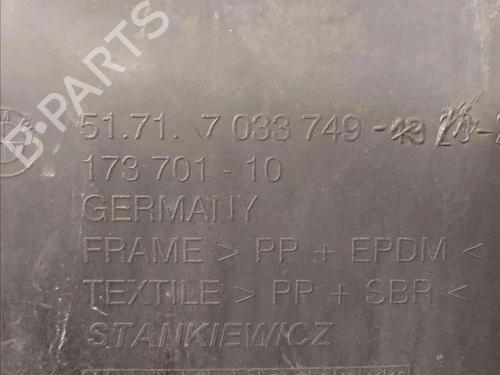 B-PARTS
51.71. 7 033 749
173 701 - 10
GERMANY
FRAME > PP + EPDM <
TEXTILE > PP + SBR <
STANKIEWICZ